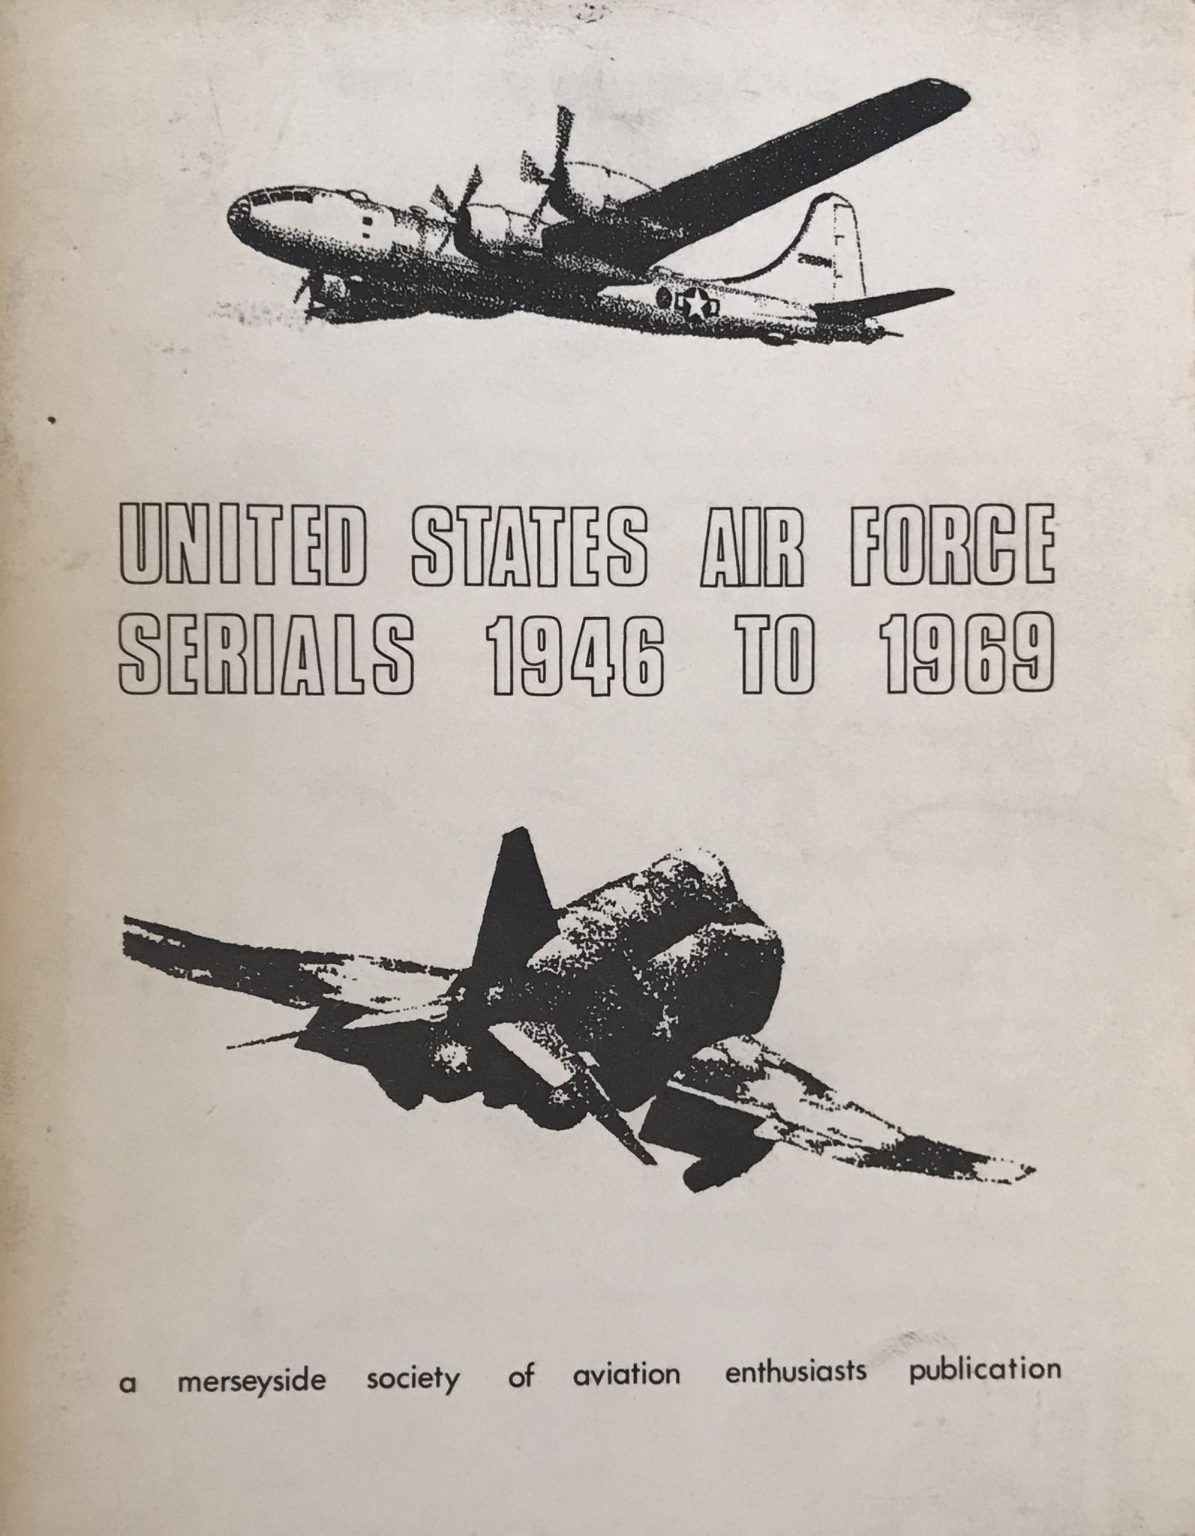 UNITED STATES AIR FORCE
SERIALS 1946 TO 1969
a merseyside society of aviation enthusiasts publication